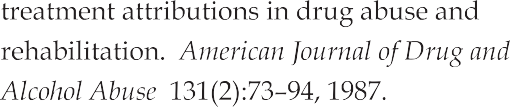 treatment attributions in drug abuse and
rehabilitation. American Journal of Drug and
Alcohol Abuse 131(2):73–94, 1987.